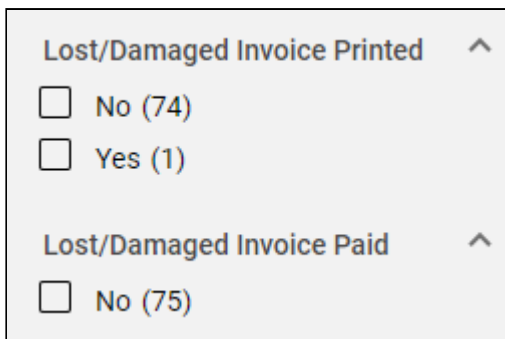 Lost/Damaged Invoice Printed
No (74)
Yes (1)
Lost/Damaged Invoice Paid
No (75)